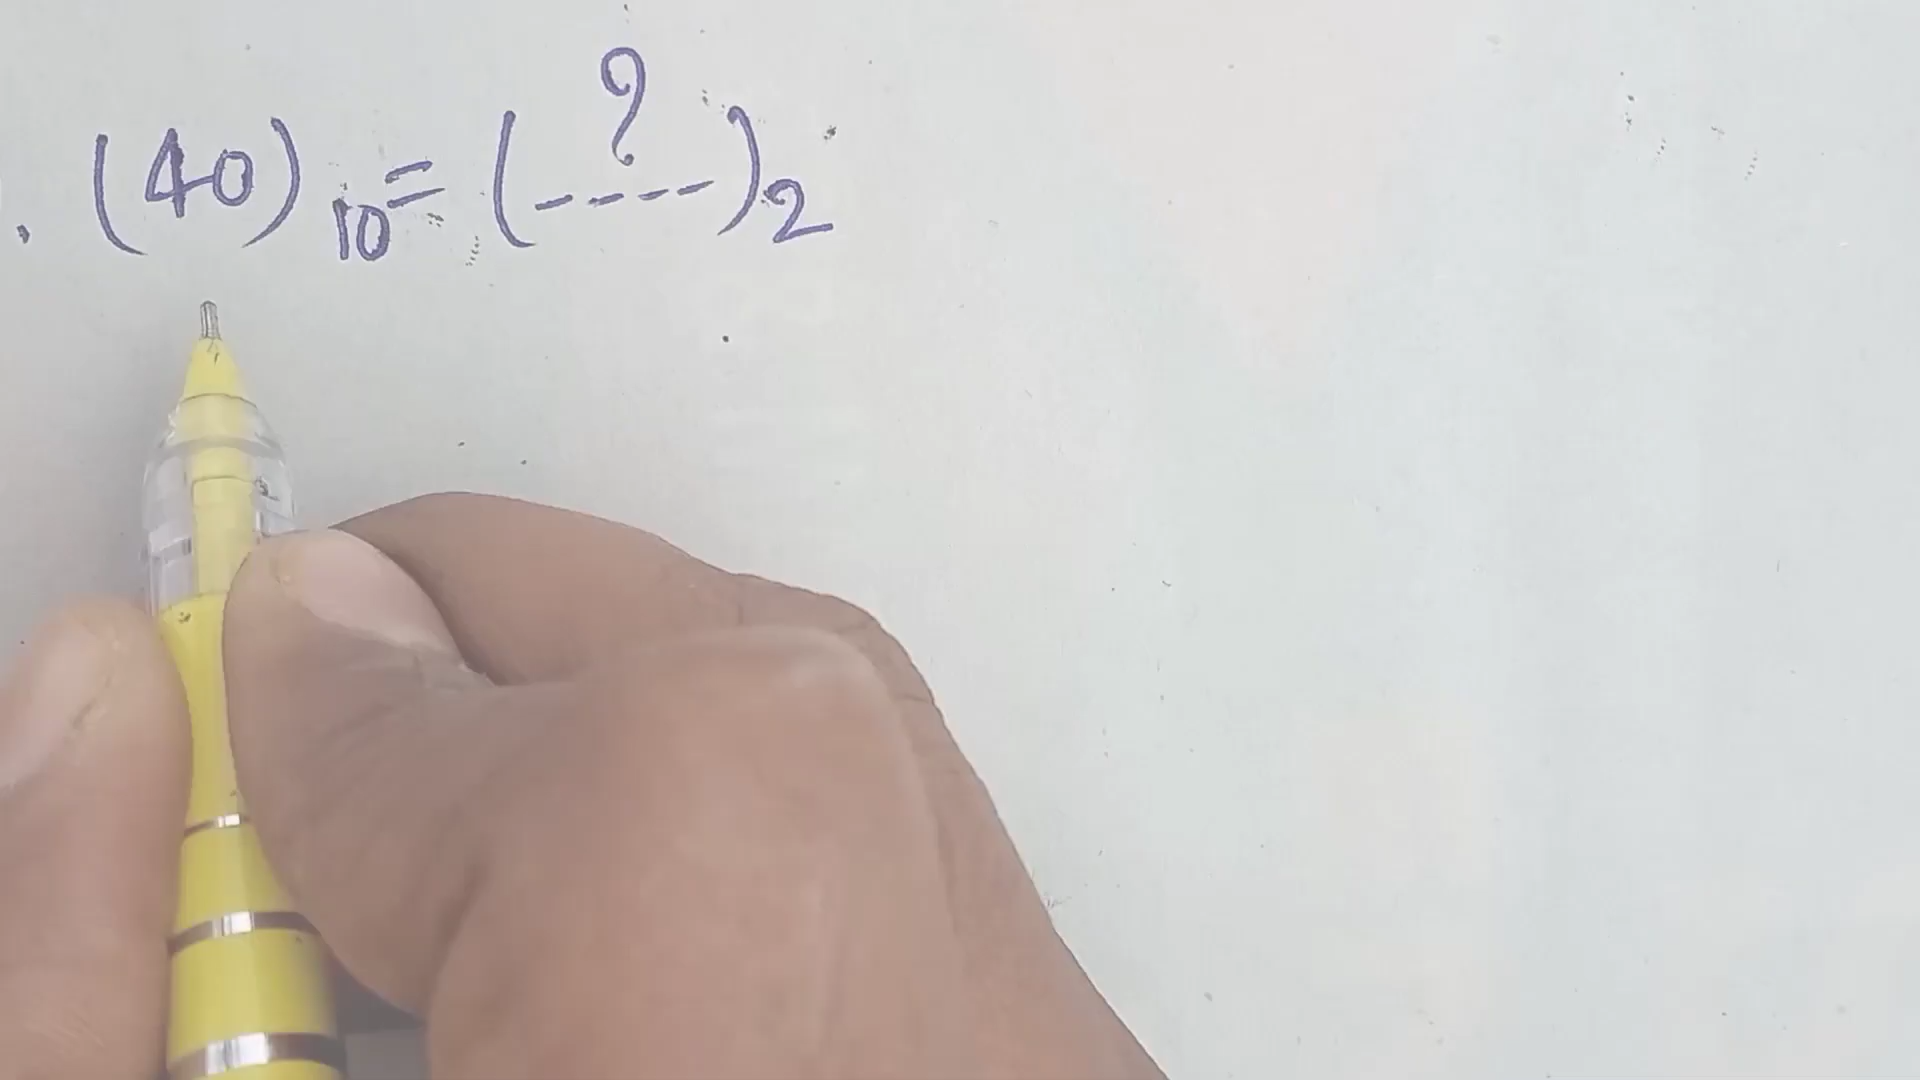 . (40)₁₀ = (----?)₂